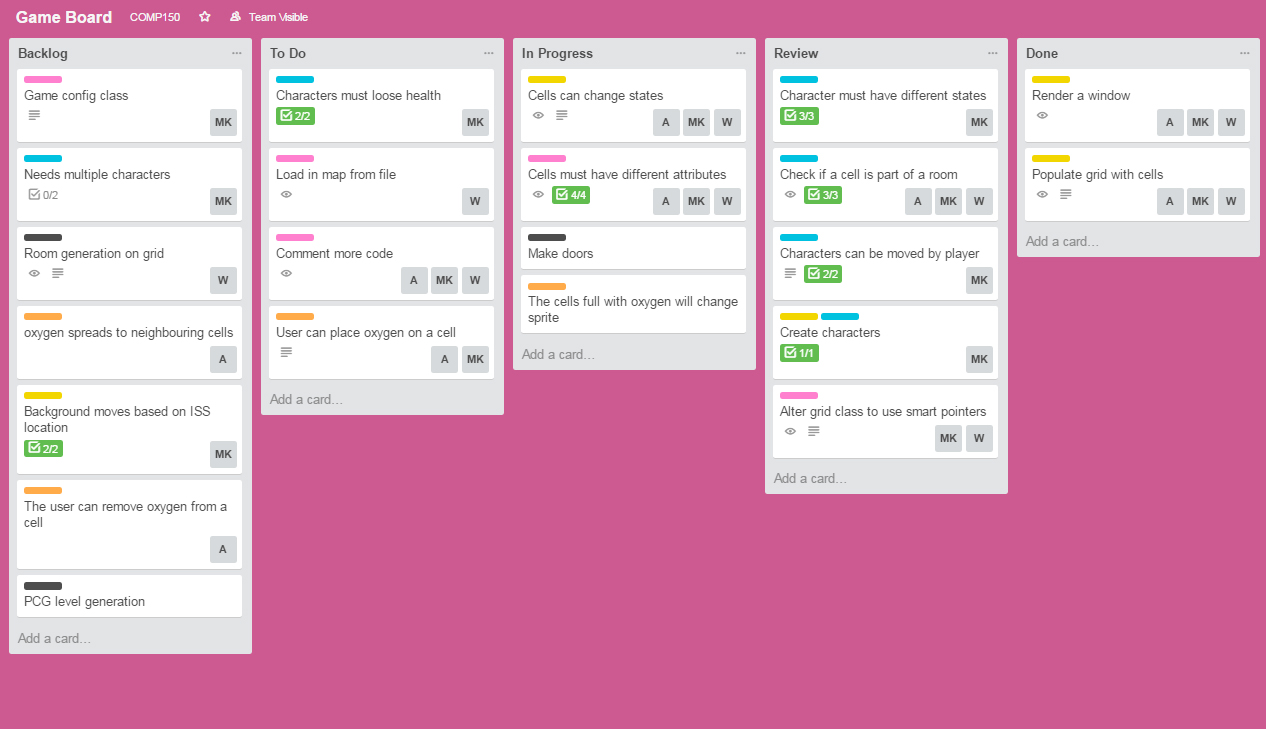 Game Board COMP150 Team Visible
Backlog
Game config class
MK
Needs multiple characters
0/2
MK
Room generation on grid
W
oxygen spreads to neighbouring cells
A
Background moves based on ISS
location
2/2
MK
The user can remove oxygen from a
cell
A
PCG level generation
Add a card...
To Do
Characters must loose health
2/2
MK
Load in map from file
W
Comment more code
A MK W
User can place oxygen on a cell
A MK
Add a card...
In Progress
Cells can change states
A MK W
Cells must have different attributes
4/4
A MK W
Make doors
The cells full with oxygen will change
sprite
Add a card...
Review
Character must have different states
3/3
MK
Check if a cell is part of a room
3/3
A MK W
Characters can be moved by player
2/2
MK
Create characters
1/1
MK
Alter grid class to use smart pointers
MK W
Add a card...
Done
Render a window
A MK W
Populate grid with cells
A MK W
Add a card...